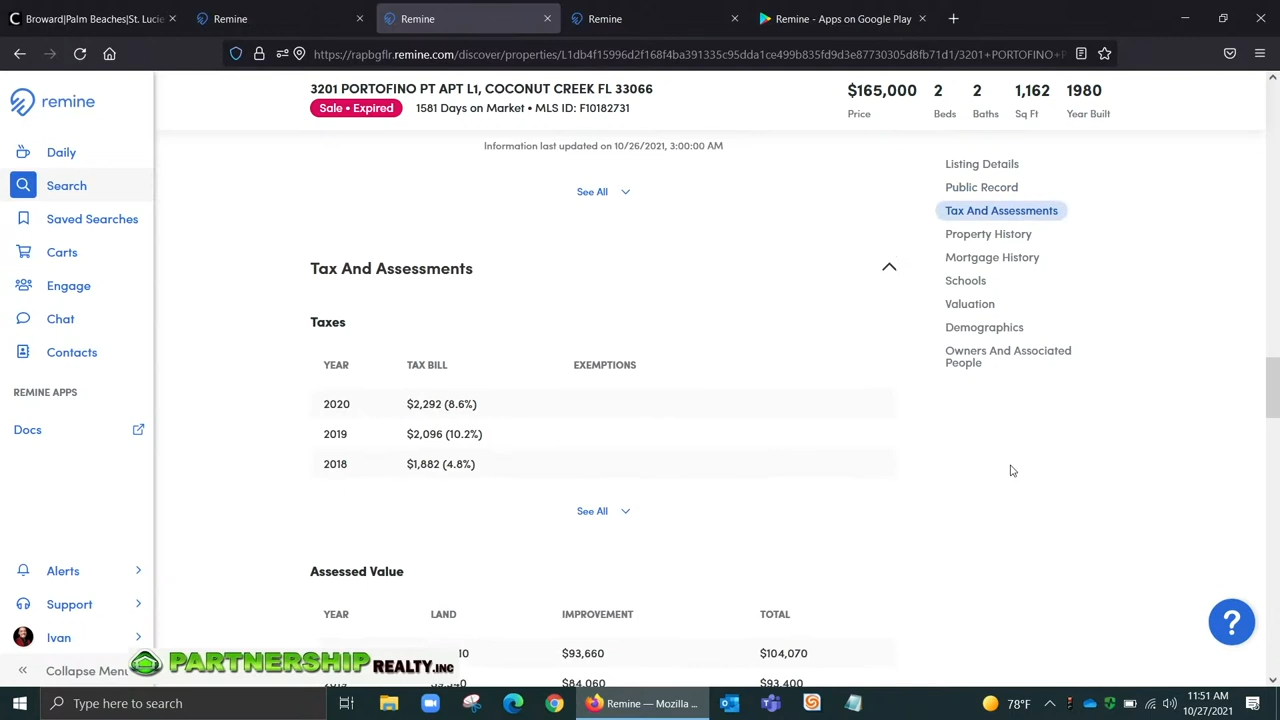 Broward|Palm Beaches|St. Lucie
Remine
Remine
Remine
Remine - Apps on Google Play
https://rapbgflr.remine.com/discover/properties/
remine
Daily
Search
Saved Searches
Carts
Engage
Chat
Contacts
REMINE APPS
Docs
Alerts
Support
Ivan
Collapse Menu
3201 PORTOFINO PT APT L1, COCONUT CREEK FL 33066
Sale • Expired 1581 Days on Market • MLS ID: F10182731
$165,000 2 2 1,162 1980
Price Beds Baths Sq Ft Year Built
Information last updated on 10/26/2021, 3:00:00 AM
See All
Tax And Assessments
Taxes
YEAR TAX BILL EXEMPTIONS
2020 $2,292 (8.6%)
2019 $2,096 (10.2%)
2018 $1,882 (4.8%)
See All
Assessed Value
YEAR LAND IMPROVEMENT TOTAL
$93,660 $104,070
$84,060 $93,400
Listing Details
Public Record
Tax And Assessments
Property History
Mortgage History
Schools
Valuation
Demographics
Owners And Associated
People
?
PARTNERSHIP REALTY.INC
Type here to search
Remine — Mozilla ...
78°F
11:51 AM
10/27/2021